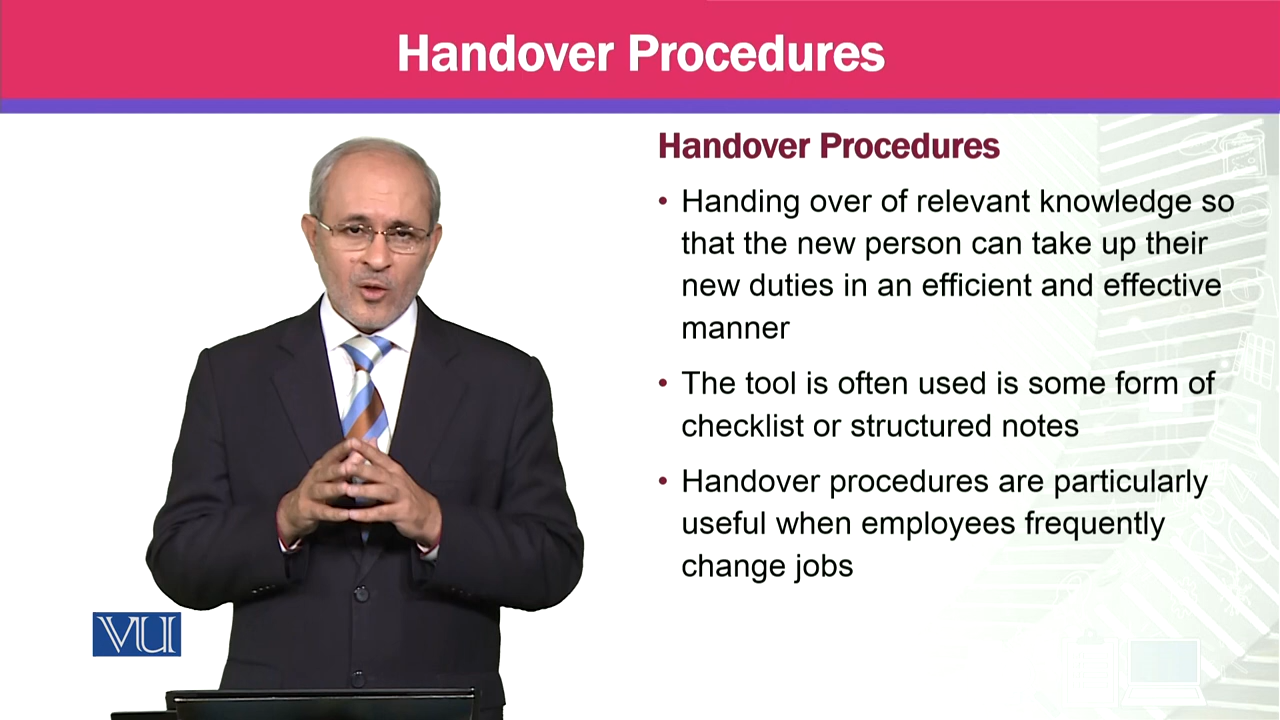 Handover Procedures
Handover Procedures
• Handing over of relevant knowledge so
that the new person can take up their
new duties in an efficient and effective
manner
• The tool is often used is some form of
checklist or structured notes
• Handover procedures are particularly
useful when employees frequently
change jobs
VU